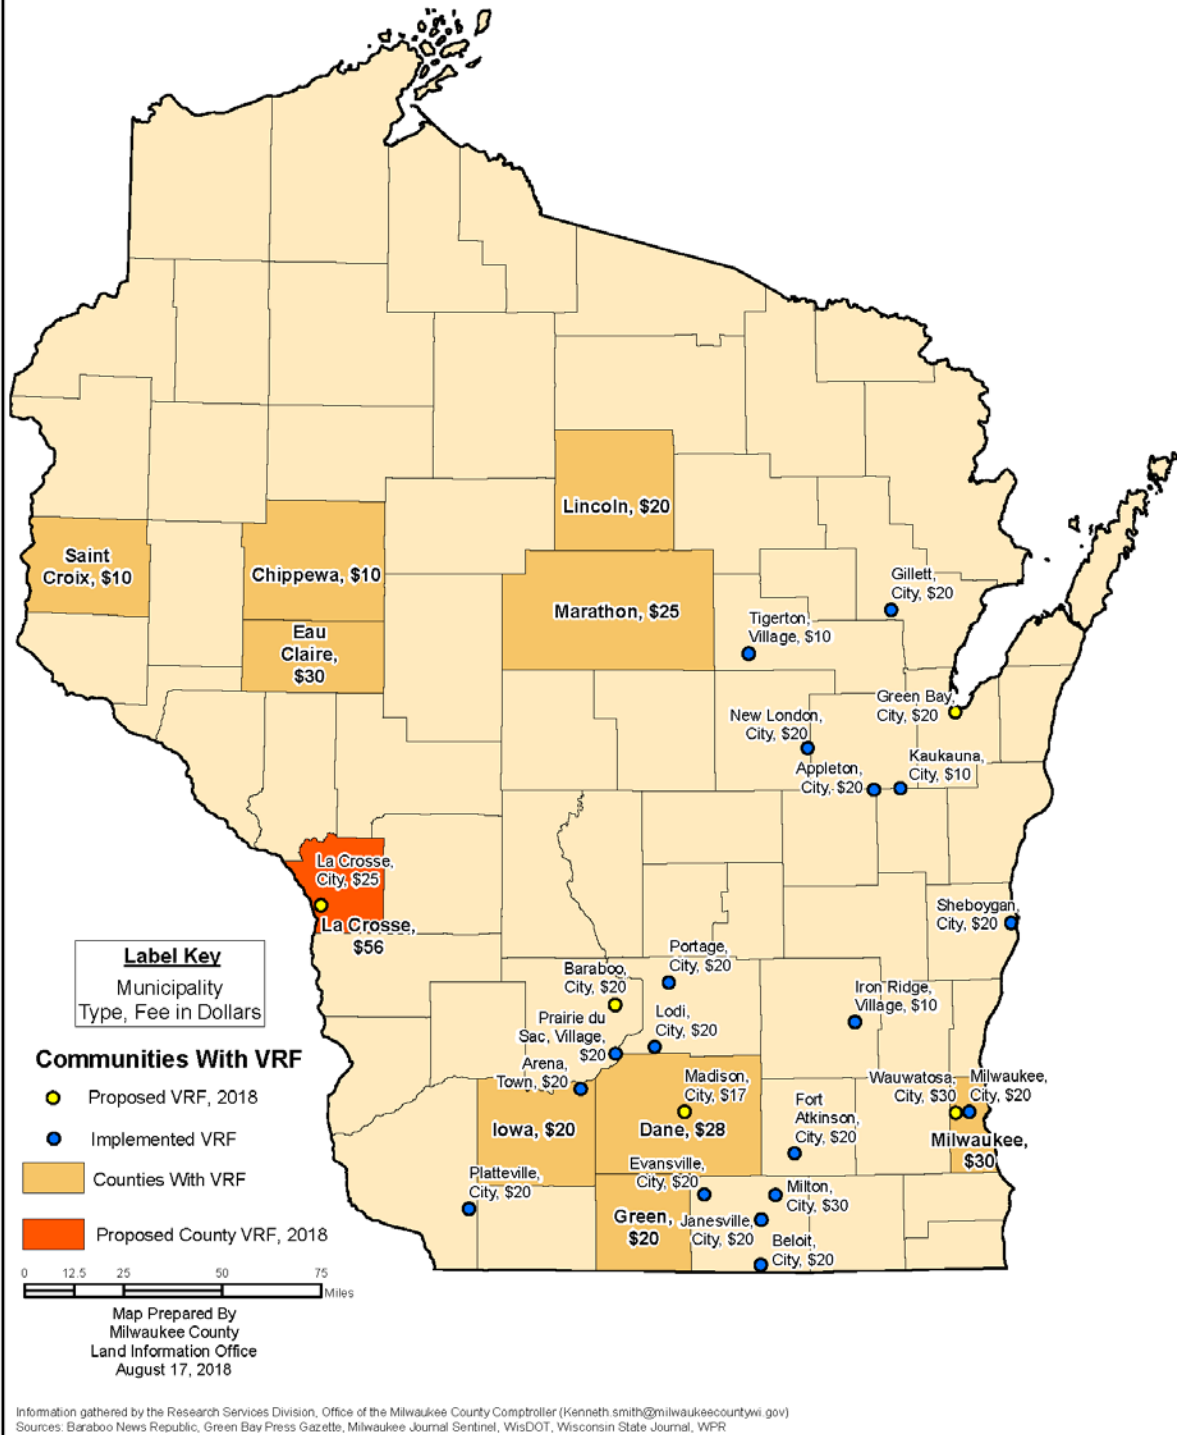 Lincoln, $20
Saint
Croix, $10
Chippewa, $10
Marathon, $25
Eau
Claire,
$30
Gillett,
City, $20
Tigerton,
Village, $10
Green Bay,
City, $20
New London,
City, $20
Kaukauna,
City, $10
Appleton,
City, $20
La Crosse,
City, $25
La Crosse,
$56
Sheboygan,
City, $20
Label Key
Municipality
Type, Fee in Dollars
Portage,
City, $20
Baraboo,
City, $20
Iron Ridge,
Village, $10
Prairie du
Sac, Village,
$20
Lodi,
City, $20
Arena,
Town, $20
Communities With VRF
Proposed VRF, 2018
Implemented VRF
Counties With VRF
Proposed County VRF, 2018
Madison,
City, $17
Wauwatosa,
City, $30
Milwaukee,
City, $20
Fort
Atkinson,
City, $20
Iowa, $20
Dane, $28
Milwaukee,
$30
Evansville,
City, $20
Platteville,
City, $20
Milton,
City, $30
Green,
$20
Janesville,
City, $20
Beloit,
City, $20
0 12.5 25 50 75
Miles
Map Prepared By
Milwaukee County
Land Information Office
August 17, 2018
Information gathered by the Research Services Division, Office of the Milwaukee County Comptroller (Kenneth.smith@milwaukeecountywi.gov)
Sources: Baraboo News Republic, Green Bay Press Gazette, Milwaukee Journal Sentinel, WisDOT, Wisconsin State Journal, WPR